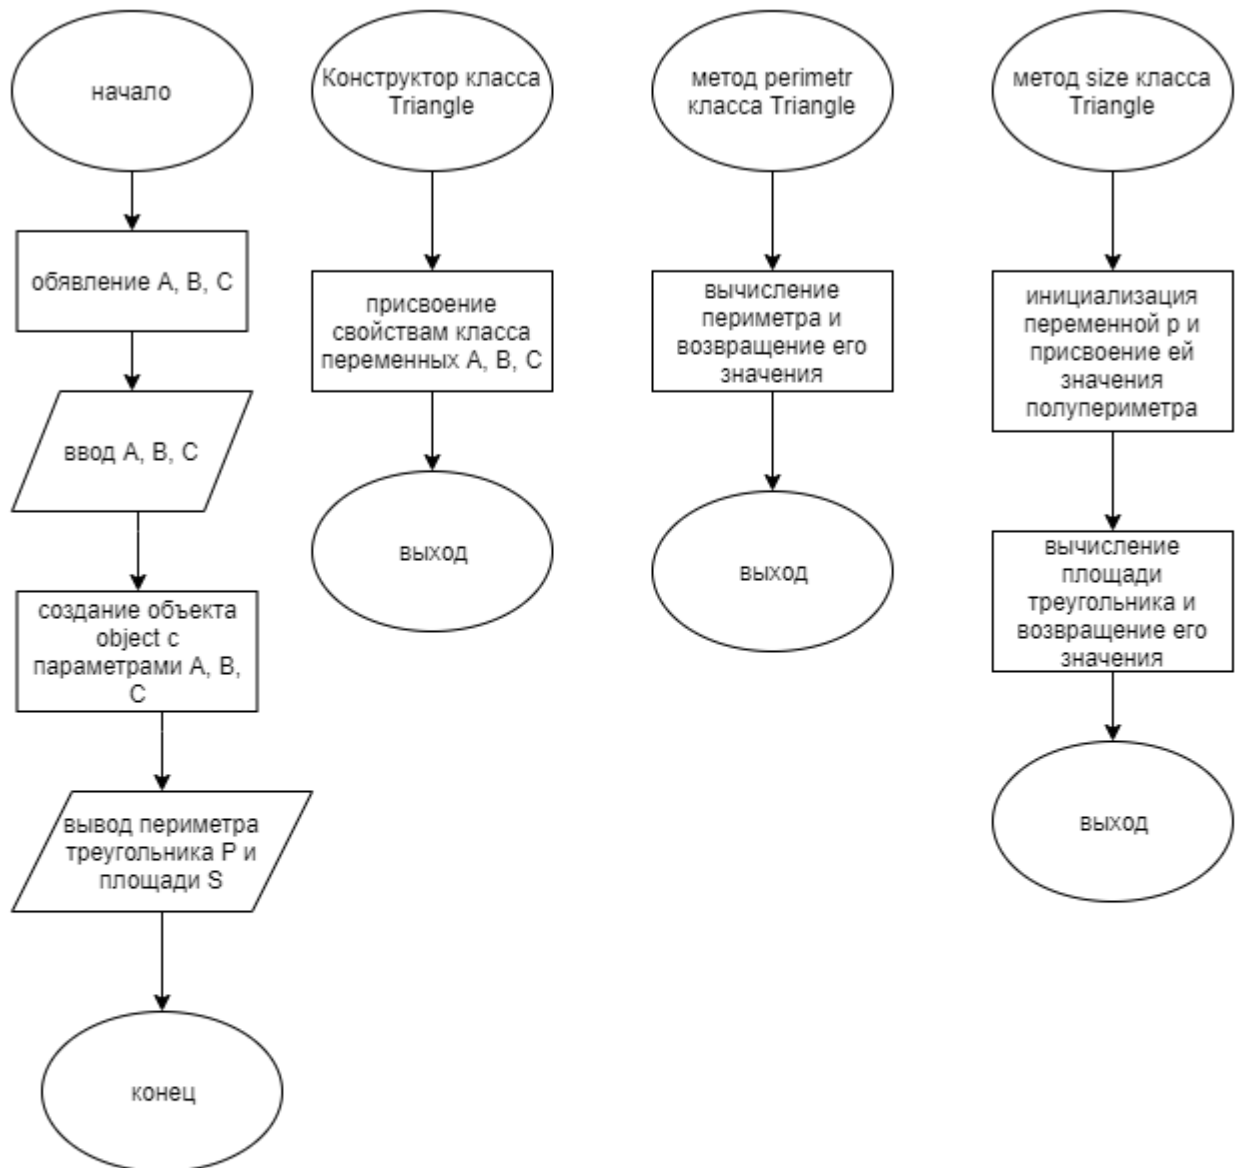 начало
обявление А, В, С
ввод А, В, С
создание объекта
object с
параметрами А, В,
С
вывод периметра
треугольника Р и
площади S
конец
Конструктор класса
Triangle
присвоение
свойствам класса
переменных А, В, С
выход
метод perimetr
класса Triangle
вычисление
периметра и
возвращение его
значения
выход
метод size класса
Triangle
инициализация
переменной р и
присвоение ей
значения
полупериметра
вычисление
площади
треугольника и
возвращение его
значения
выход